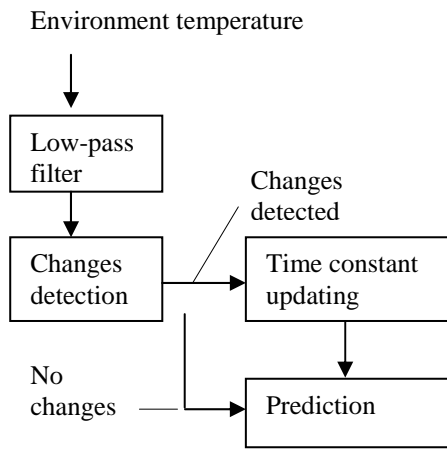 Environment temperature
Low-pass
filter
Changes
detected
Changes
detection
Time constant
updating
No
changes
Prediction